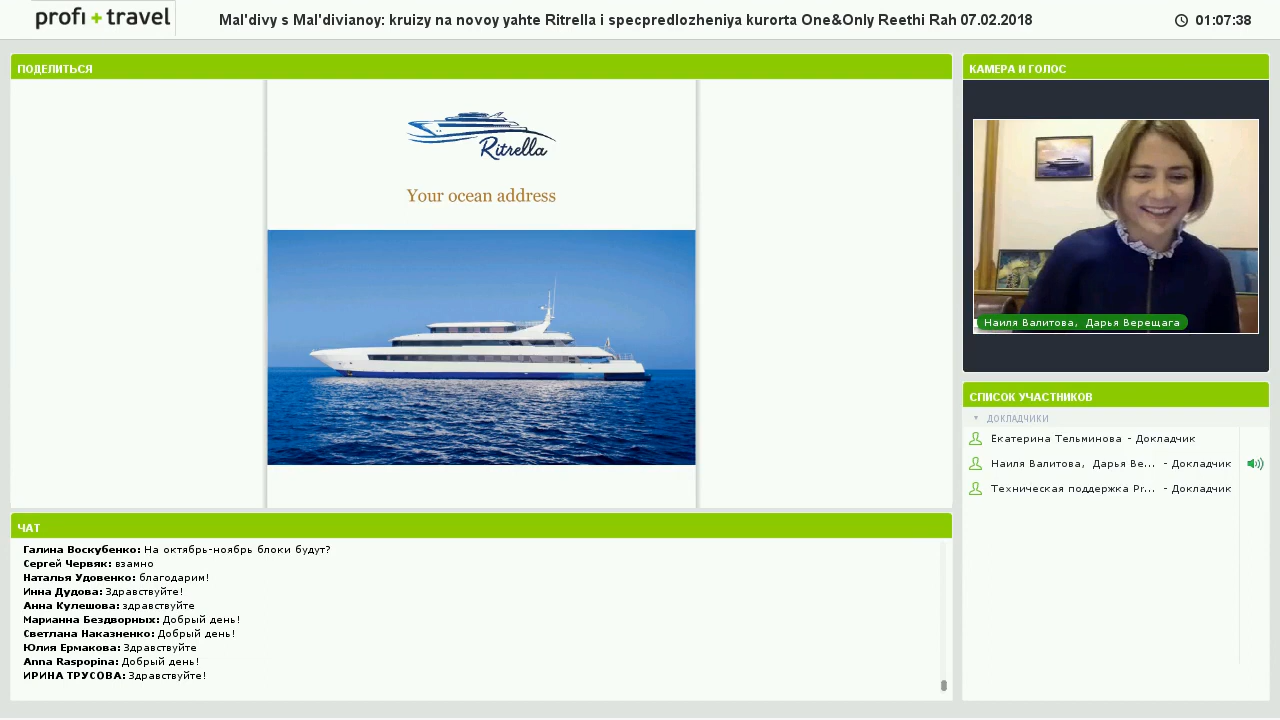 profi + travel
Mal'divy s Mal'divianoy: kruizy na novoy yahte Ritrella i specpredlozheniya kurorta One&Only Reethi Rah 07.02.2018
01:07:38
ПОДЕЛИТЬСЯ
Ritrella
Your ocean address
КАМЕРА И ГОЛОС
Наиля Валитова, Дарья Верещага
СПИСОК УЧАСТНИКОВ
ДОКЛАДЧИКИ
Екатерина Тельминова - Докладчик
Наиля Валитова, Дарья Ве... - Докладчик
Техническая поддержка Pr... - Докладчик
ЧАТ
Галина Воскубенко: На октябрь-ноябрь блоки будут?
Сергей Червяк: взамно
Наталья Удовенко: благодарим!
Инна Дудова: Здравствуйте!
Анна Кулешова: здравствуйте
Марианна Бездворных: Добрый день!
Светлана Наказненко: Добрый день!
Юлия Ермакова: Здравствуйте
Anna Raspopina: Добрый день!
ИРИНА ТРУСОВА: Здравствуйте!